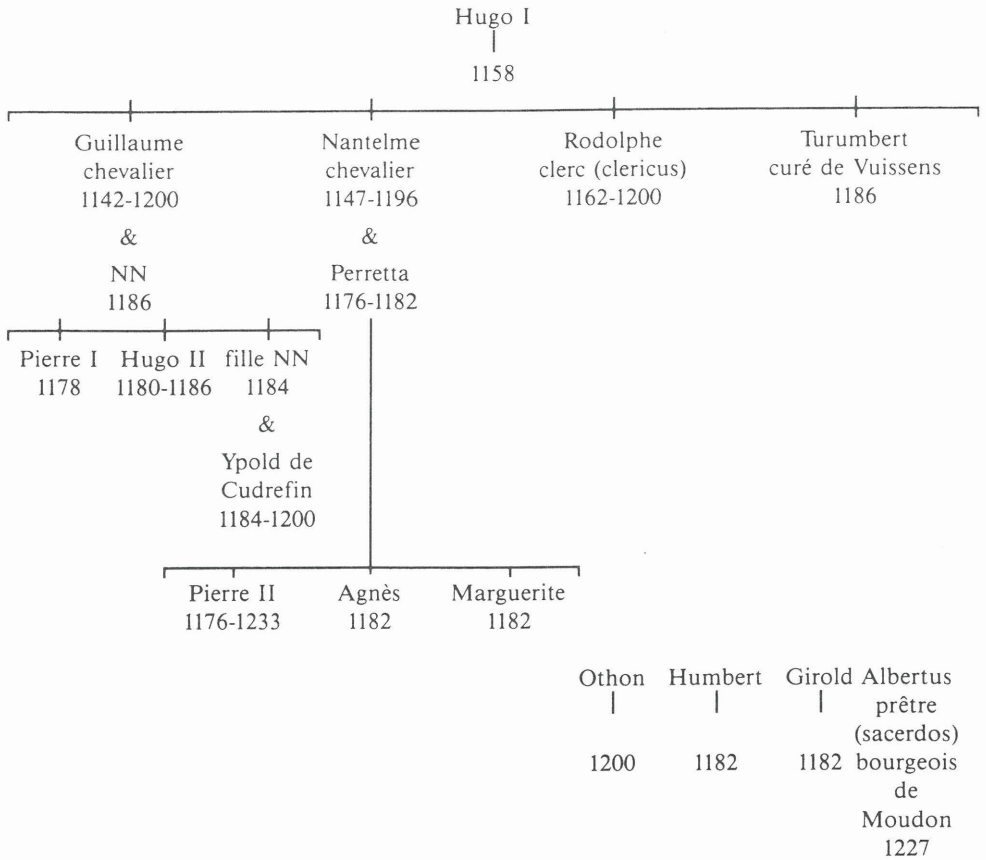 Hugo I
1158
Guillaume Nantelme Rodolphe Turumbert
chevalier chevalier clerc (clericus) curé de Vuissens
1142-1200 1147-1196 1162-1200 1186
& &
NN Perretta
1186 1176-1182
Pierre I Hugo II fille NN
1178 1180-1186 1184
&
Ypold de
Cudrefin
1184-1200
Pierre II Agnès Marguerite
1176-1233 1182 1182
Othon Humbert Girold Albertus
prêtre
(sacerdos)
1200 1182 1182 bourgeois
de
Moudon
1227